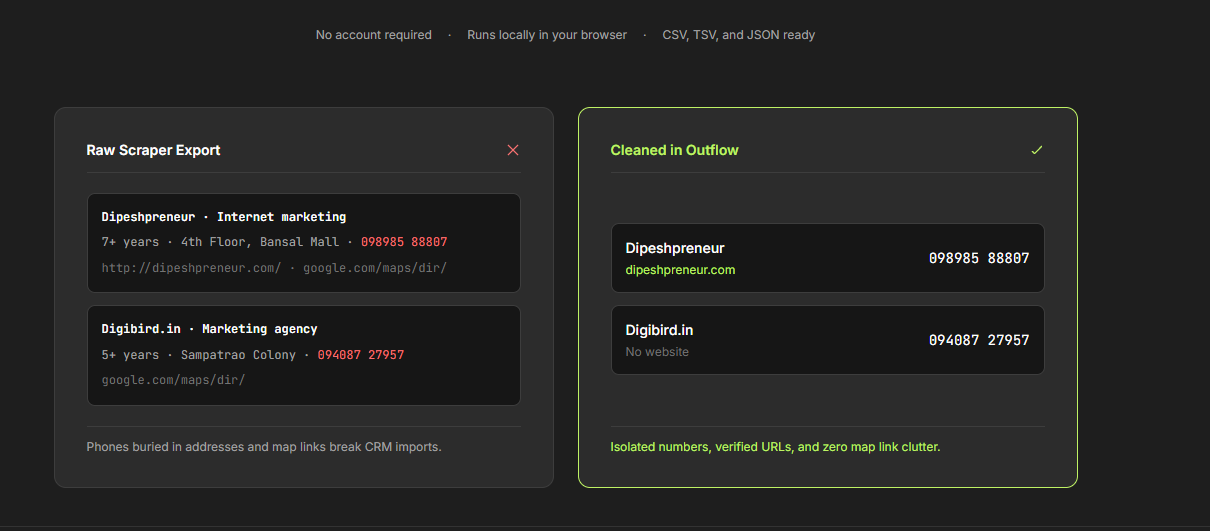 No account required · Runs locally in your browser · CSV, TSV, and JSON ready
Raw Scraper Export
Dipeshpreneur · Internet marketing
7+ years · 4th Floor, Bansal Mall · 098985 88807
http://dipeshpreneur.com/ · google.com/maps/dir/
Digibird.in · Marketing agency
5+ years · Sampatrao Colony · 094087 27957
google.com/maps/dir/
Phones buried in addresses and map links break CRM imports.
Cleaned in Outflow
Dipeshpreneur
dipeshpreneur.com
098985 88807
Digibird.in
No website
094087 27957
Isolated numbers, verified URLs, and zero map link clutter.